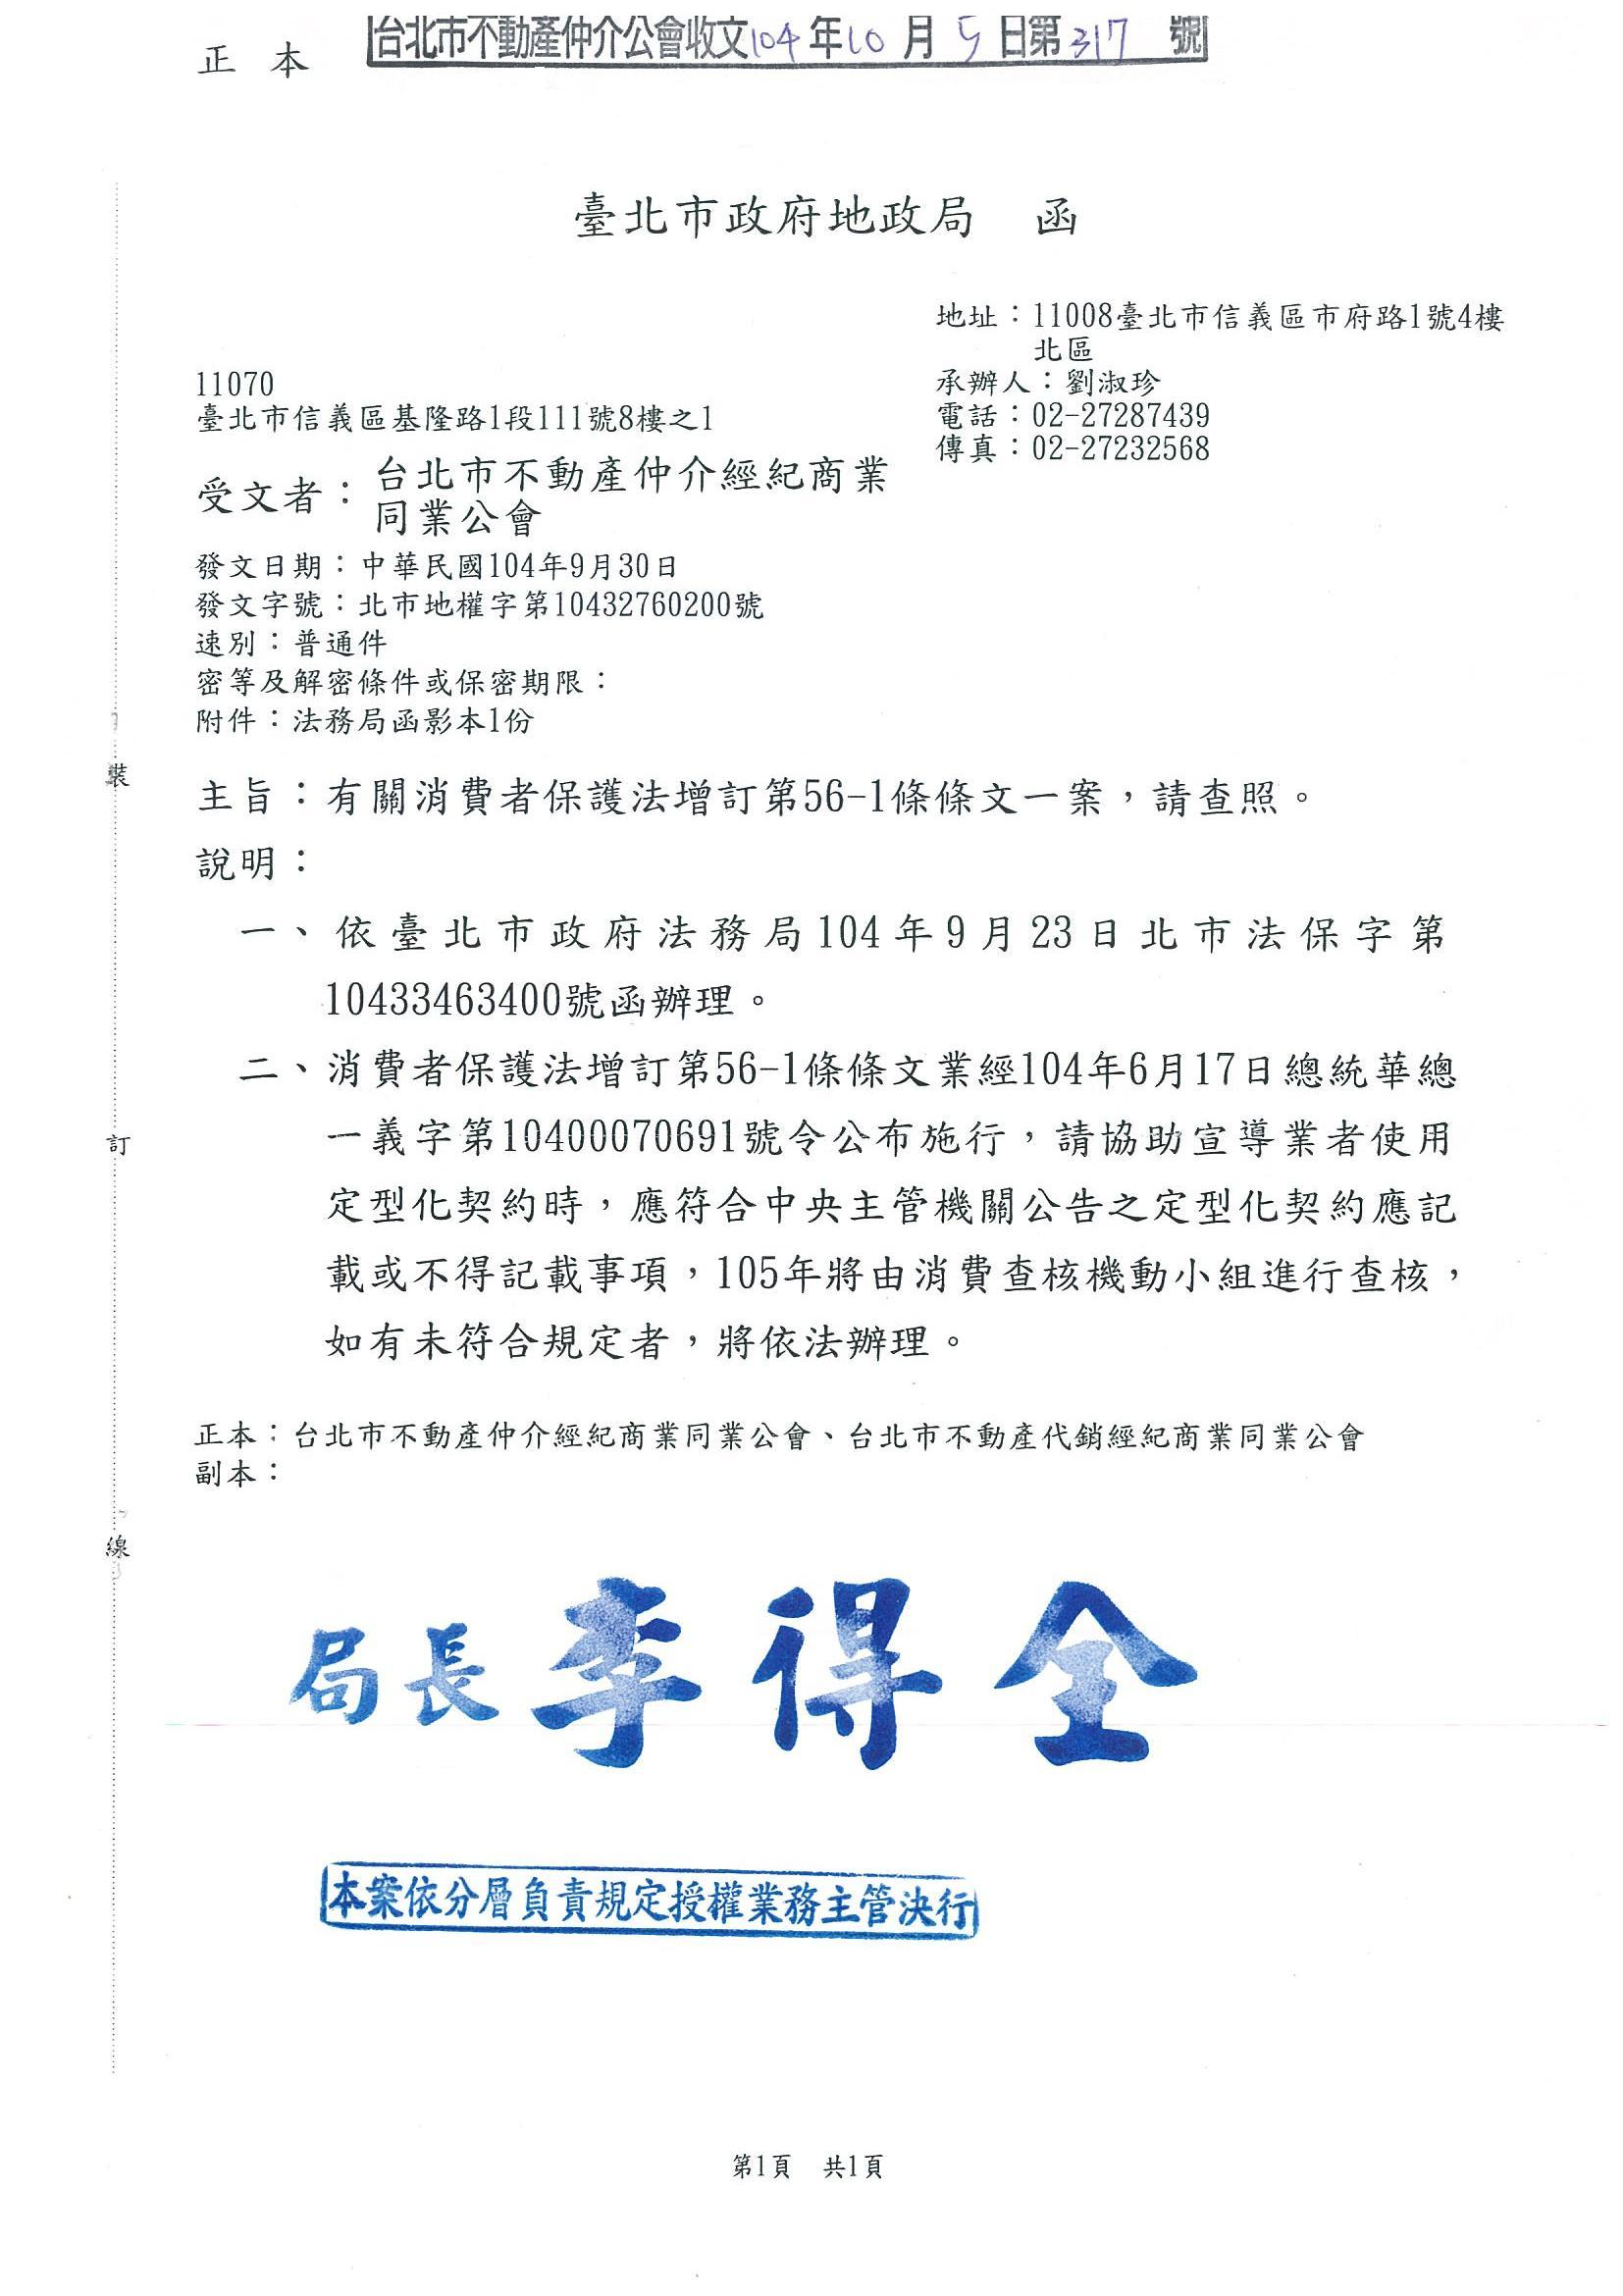 正 本
台北市不動產仲介公會收文104年10月5日第317號
臺北市政府地政局 函
地址：11008臺北市信義區市府路1號4樓
北區
承辦人：劉淑珍
電話：02-27287439
傳真：02-27232568
11070
臺北市信義區基隆路1段111號8樓之1
受文者：台北市不動產仲介經紀商業
同業公會
發文日期：中華民國104年9月30日
發文字號：北市地權字第10432760200號
速別：普通件
密等及解密條件或保密期限：
附件：法務局函影本1份
主旨：有關消費者保護法增訂第56-1條條文一案，請查照。
說明：
一、依臺北市政府法務局104年9月23日北市法保字第
10433463400號函辦理。
二、消費者保護法增訂第56-1條條文業經104年6月17日總統華總
一義字第10400070691號令公布施行，請協助宣導業者使用
定型化契約時，應符合中央主管機關公告之定型化契約應記
載或不得記載事項，105年將由消費查核機動小組進行查核，
如有未符合規定者，將依法辦理。
正本：台北市不動產仲介經紀商業同業公會、台北市不動產代銷經紀商業同業公會
副本：
裝
訂
線
局長 李得全
本案依分層負責規定授權業務主管決行
第1頁 共1頁